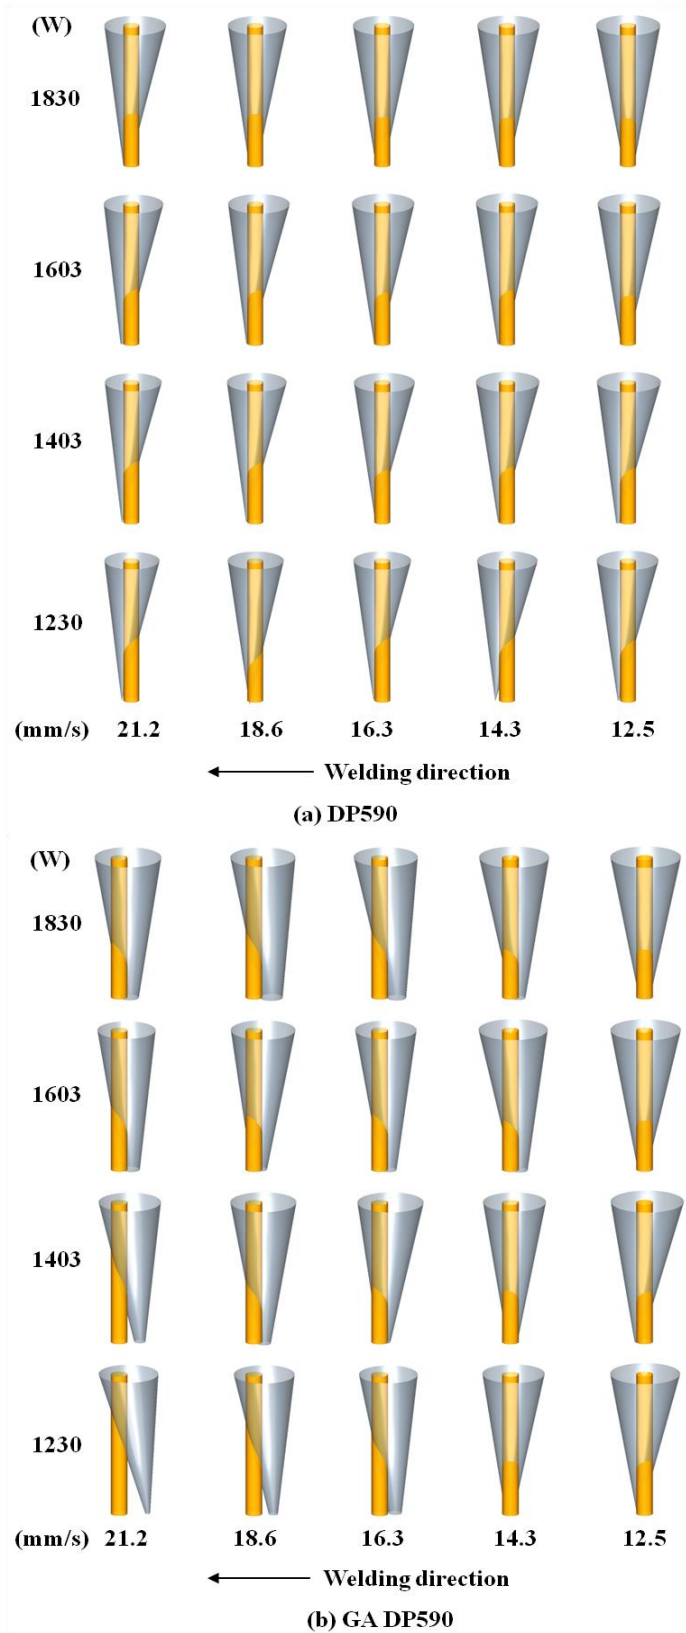 (W)
1830
1603
1403
1230
(mm/s) 21.2 18.6 16.3 14.3 12.5
Welding direction
(a) DP590
(W)
1830
1603
1403
1230
(mm/s) 21.2 18.6 16.3 14.3 12.5
Welding direction
(b) GA DP590